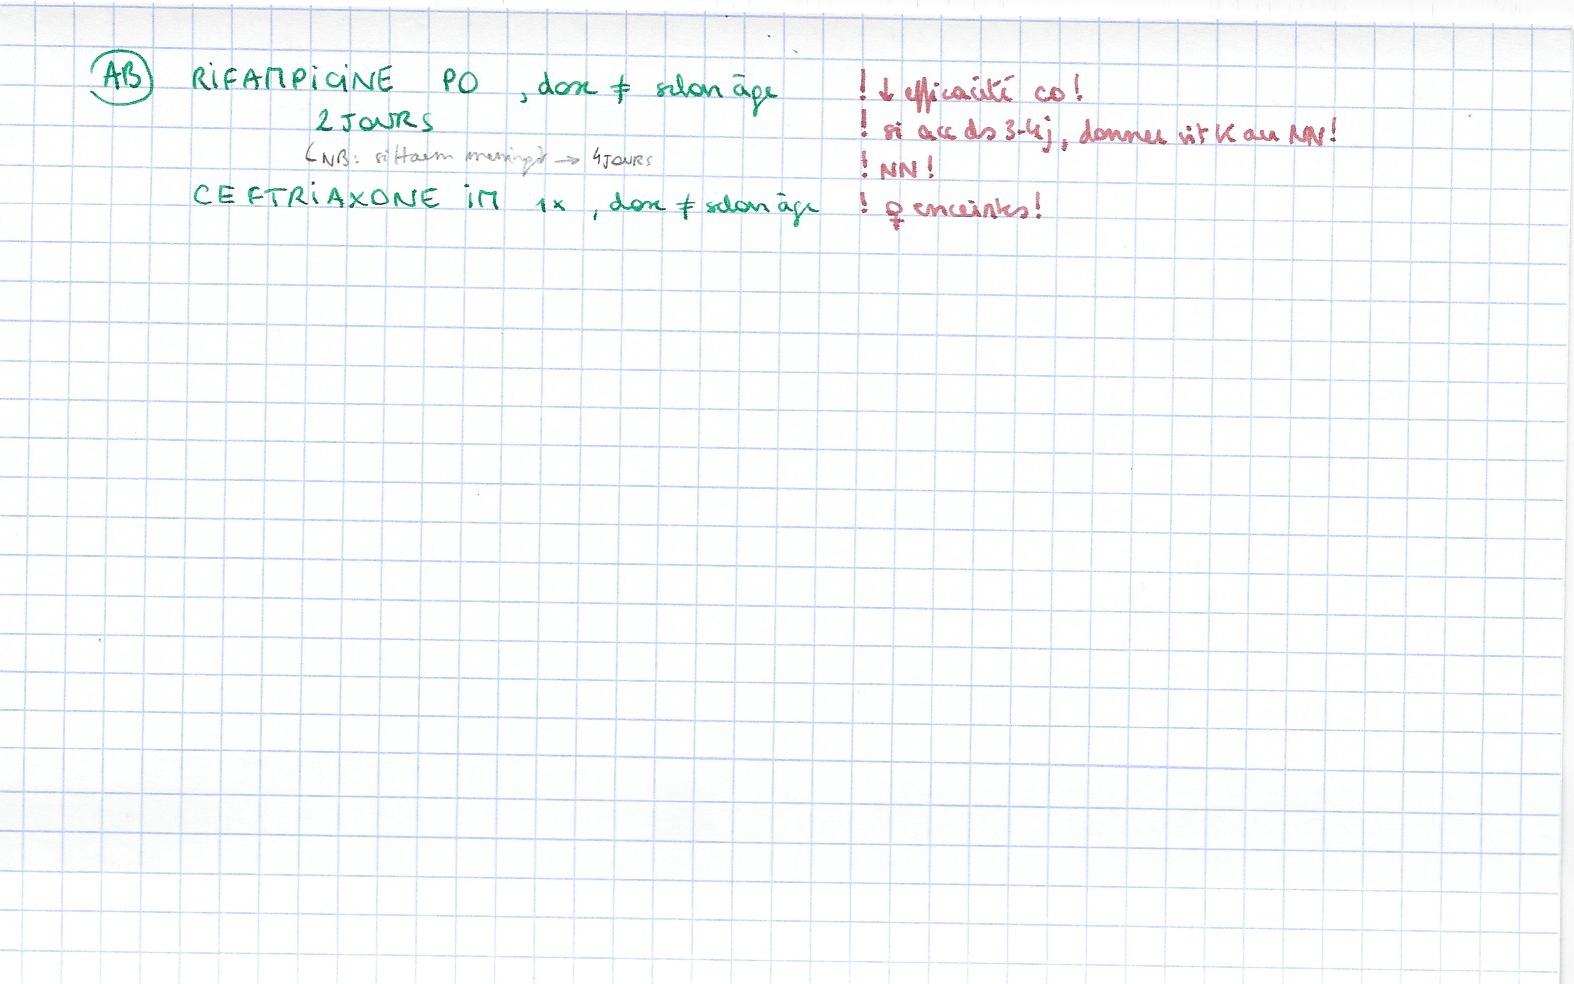 AB RIFAMPICINE PO , dose ≠ selon âge ! ↓ efficacité co !
2 JOURS ! si acc ds 3-4j, donner vit K au NN !
(NB: si Haem → 4 JOURS ! NN !
CEFTRIAXONE IM 1x , dose ≠ selon âge ! ♀ enceintes !